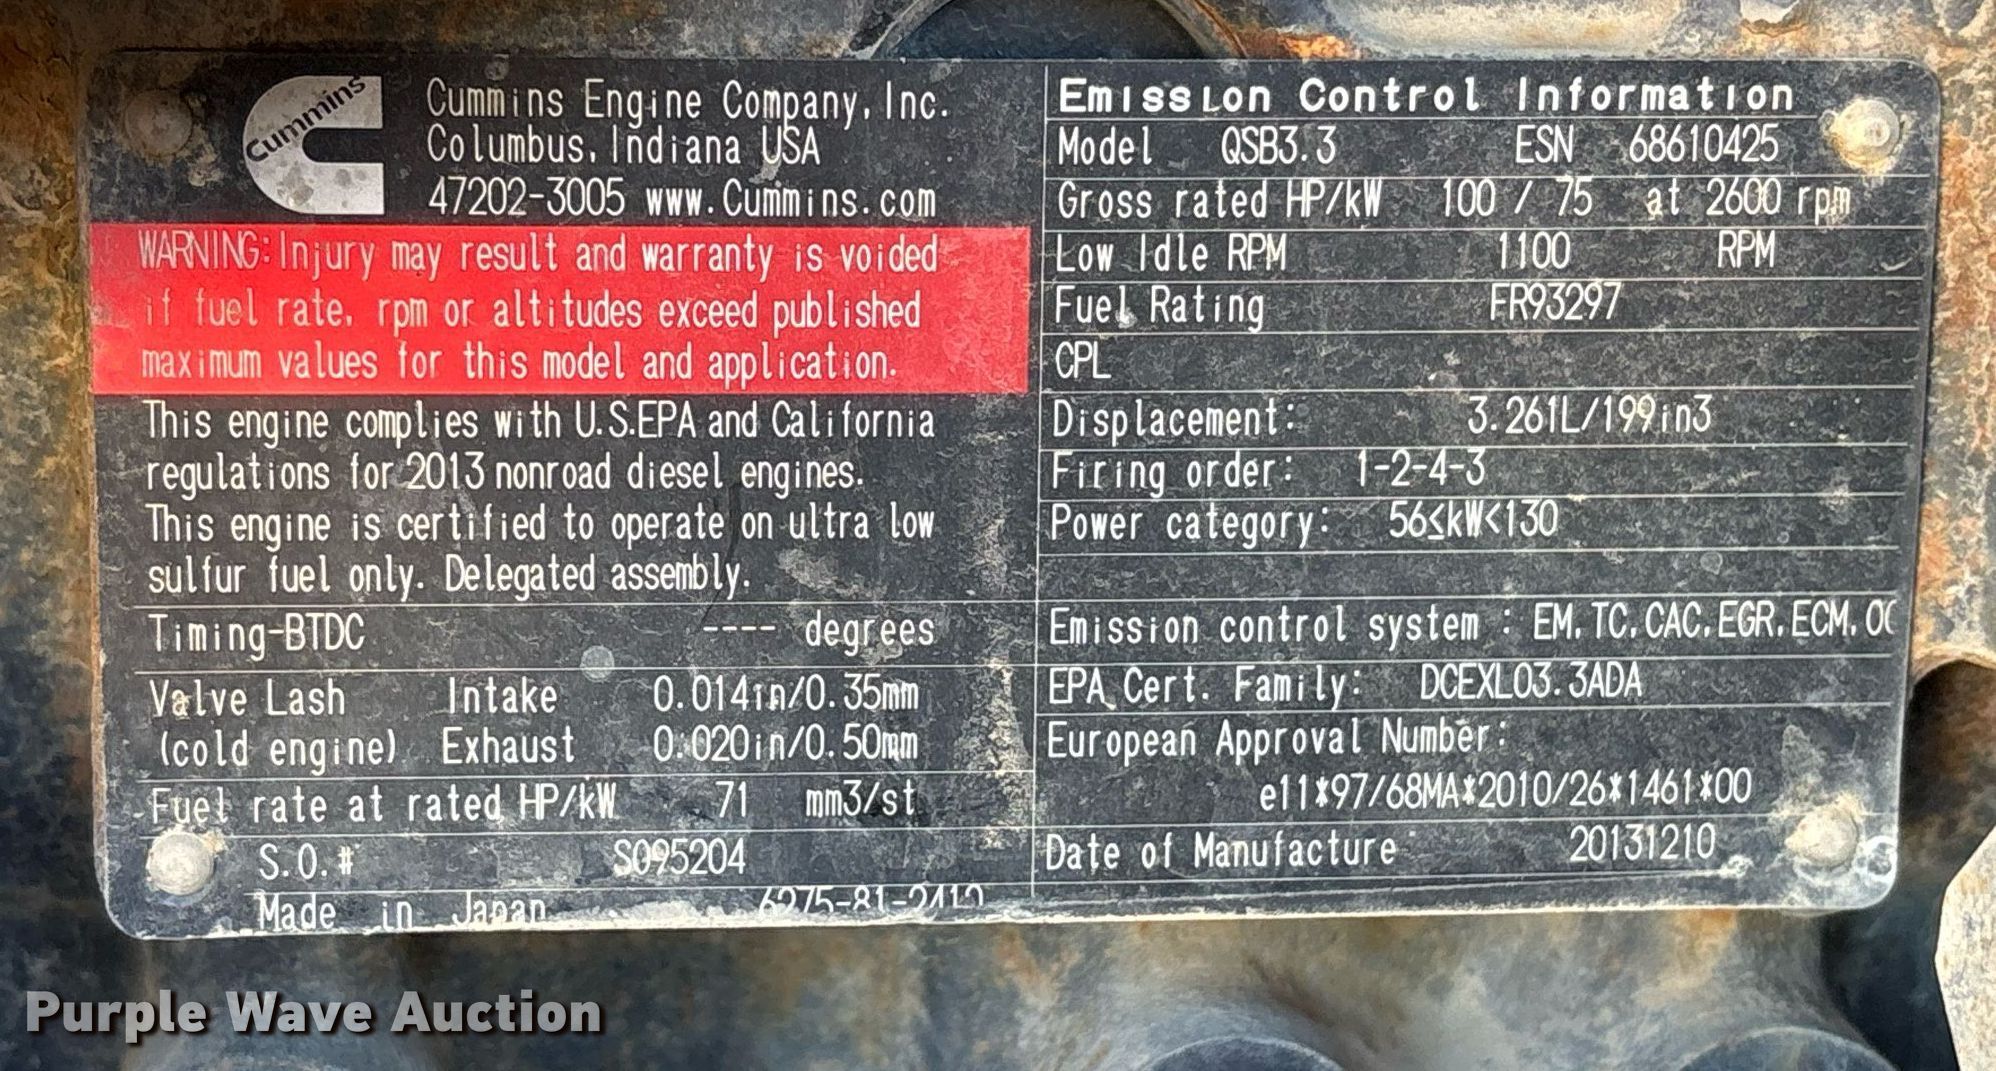 Cummins
Cummins Engine Company, Inc.
Columbus, Indiana USA
47202-3005 www.Cummins.com
WARNING: Injury may result and warranty is voided
if fuel rate, rpm or altitudes exceed published
maximum values for this model and application.
This engine complies with U.S.EPA and California
regulations for 2013 nonroad diesel engines.
This engine is certified to operate on ultra low
sulfur fuel only. Delegated assembly.
Timing-BTDC ---- degrees
Valve Lash Intake 0.014in/0.35mm
(cold engine) Exhaust 0.020in/0.50mm
Fuel rate at rated HP/kW 71 mm3/st
S.O.# S095204
Made in Japan
Emission Control Information
Model QSB3.3 ESN 68610425
Gross rated HP/kW 100 / 75 at 2600 rpm
Low Idle RPM 1100 RPM
Fuel Rating FR93297
CPL
Displacement: 3.261L/199in3
Firing order: 1-2-4-3
Power category: 56≤kW<130
Emission control system : EM, TC, CAC, EGR, ECM,
EPA Cert. Family: DCEXL03.3ADA
European Approval Number:
e11*97/68MA*2010/26*1461*00
Date of Manufacture 20131210
Purple Wave Auction